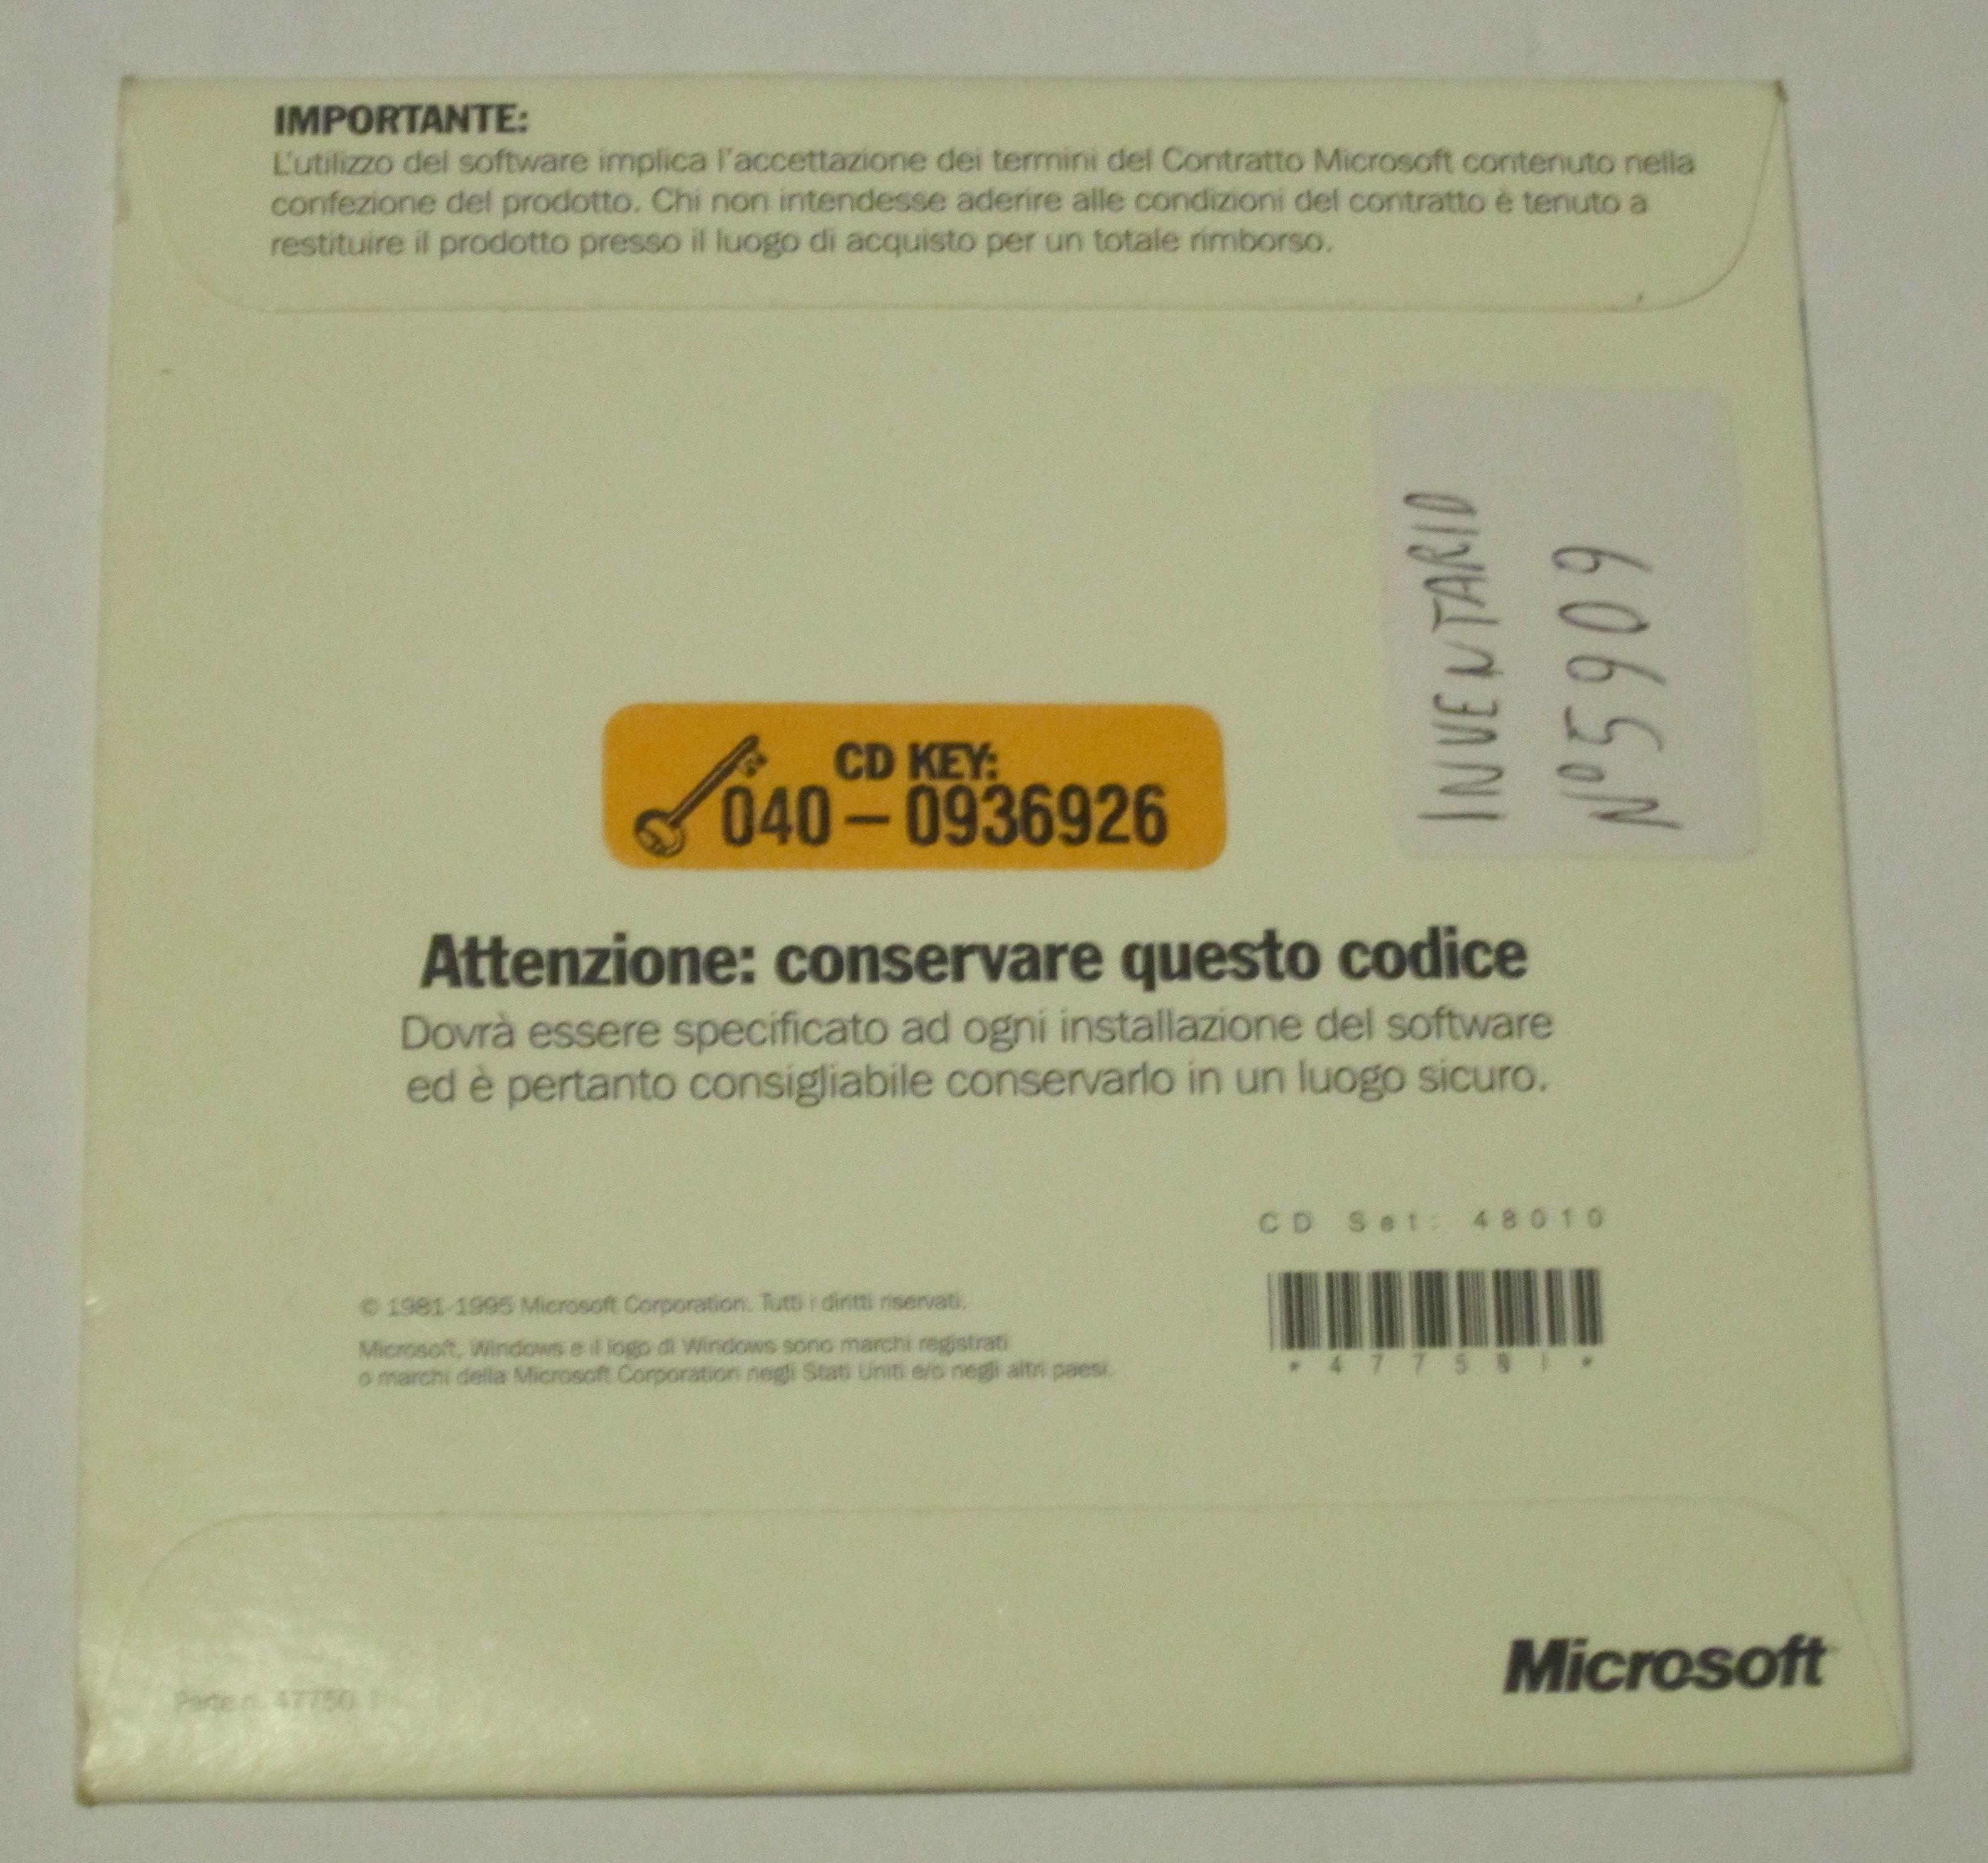 IMPORTANTE:
L'utilizzo del software implica l'accettazione dei termini del Contratto Microsoft contenuto nella
confezione del prodotto. Chi non intendesse aderire alle condizioni del contratto è tenuto a
restituire il prodotto presso il luogo di acquisto per un totale rimborso.
INVENTARIO
N° 5909
CD KEY:
040 – 0936926
Attenzione: conservare questo codice
Dovrà essere specificato ad ogni installazione del software
ed è pertanto consigliabile conservarlo in un luogo sicuro.
CD Set: 48010
© 1981-1995 Microsoft Corporation. Tutti i diritti riservati.
Microsoft, Windows e il logo di Windows sono marchi registrati
o marchi della Microsoft Corporation negli Stati Uniti e/o negli altri paesi.
Microsoft
Parte n. 47750